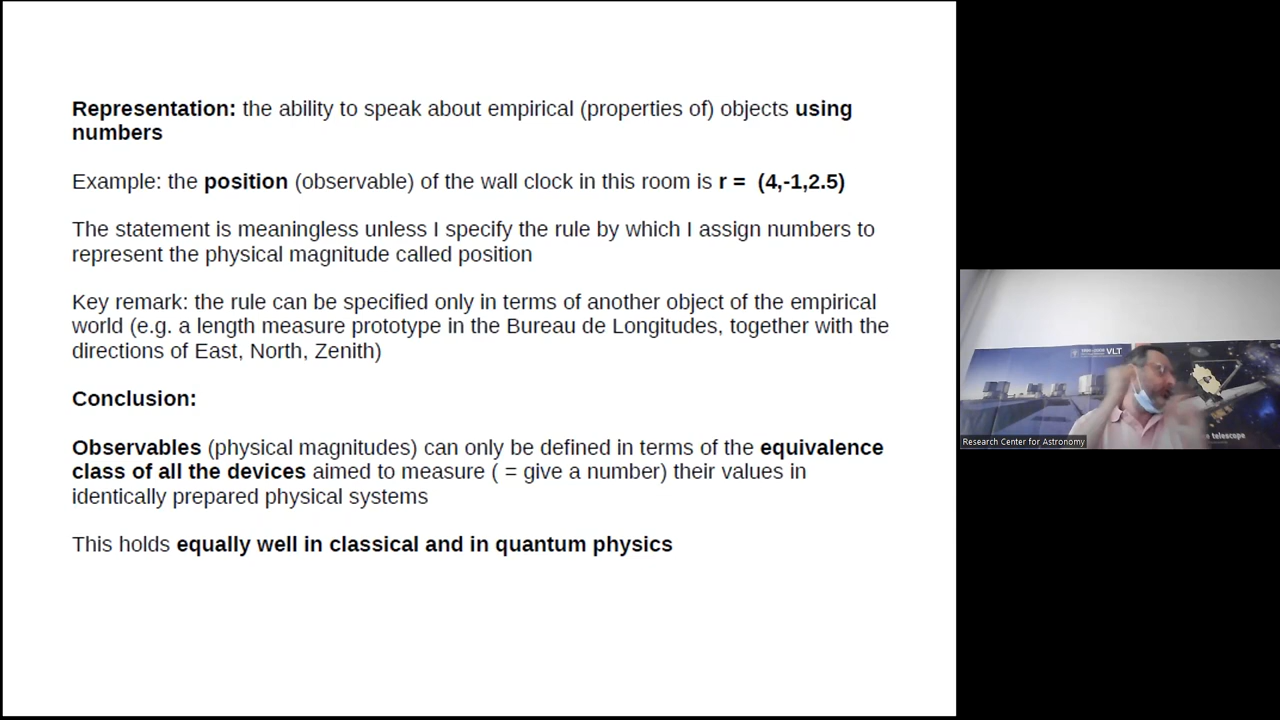 Representation: the ability to speak about empirical (properties of) objects using
numbers
Example: the position (observable) of the wall clock in this room is r = (4,-1,2.5)
The statement is meaningless unless I specify the rule by which I assign numbers to
represent the physical magnitude called position
Key remark: the rule can be specified only in terms of another object of the empirical
world (e.g. a length measure prototype in the Bureau de Longitudes, together with the
directions of East, North, Zenith)
Conclusion:
Observables (physical magnitudes) can only be defined in terms of the equivalence
class of all the devices aimed to measure ( = give a number) their values in
identically prepared physical systems
This holds equally well in classical and in quantum physics
VLT
telescope
Research Center for Astronomy